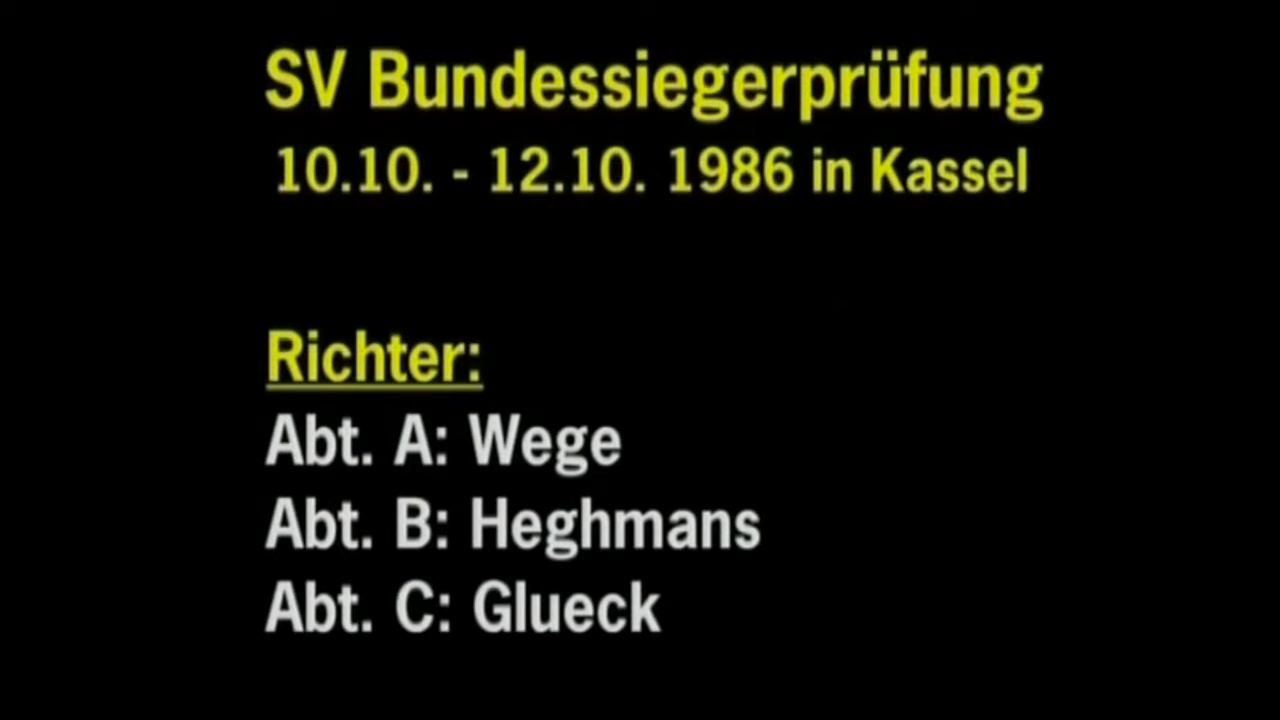 SV Bundessiegerprüfung
10.10. - 12.10. 1986 in Kassel
Richter:
Abt. A: Wege
Abt. B: Heghmans
Abt. C: Glueck